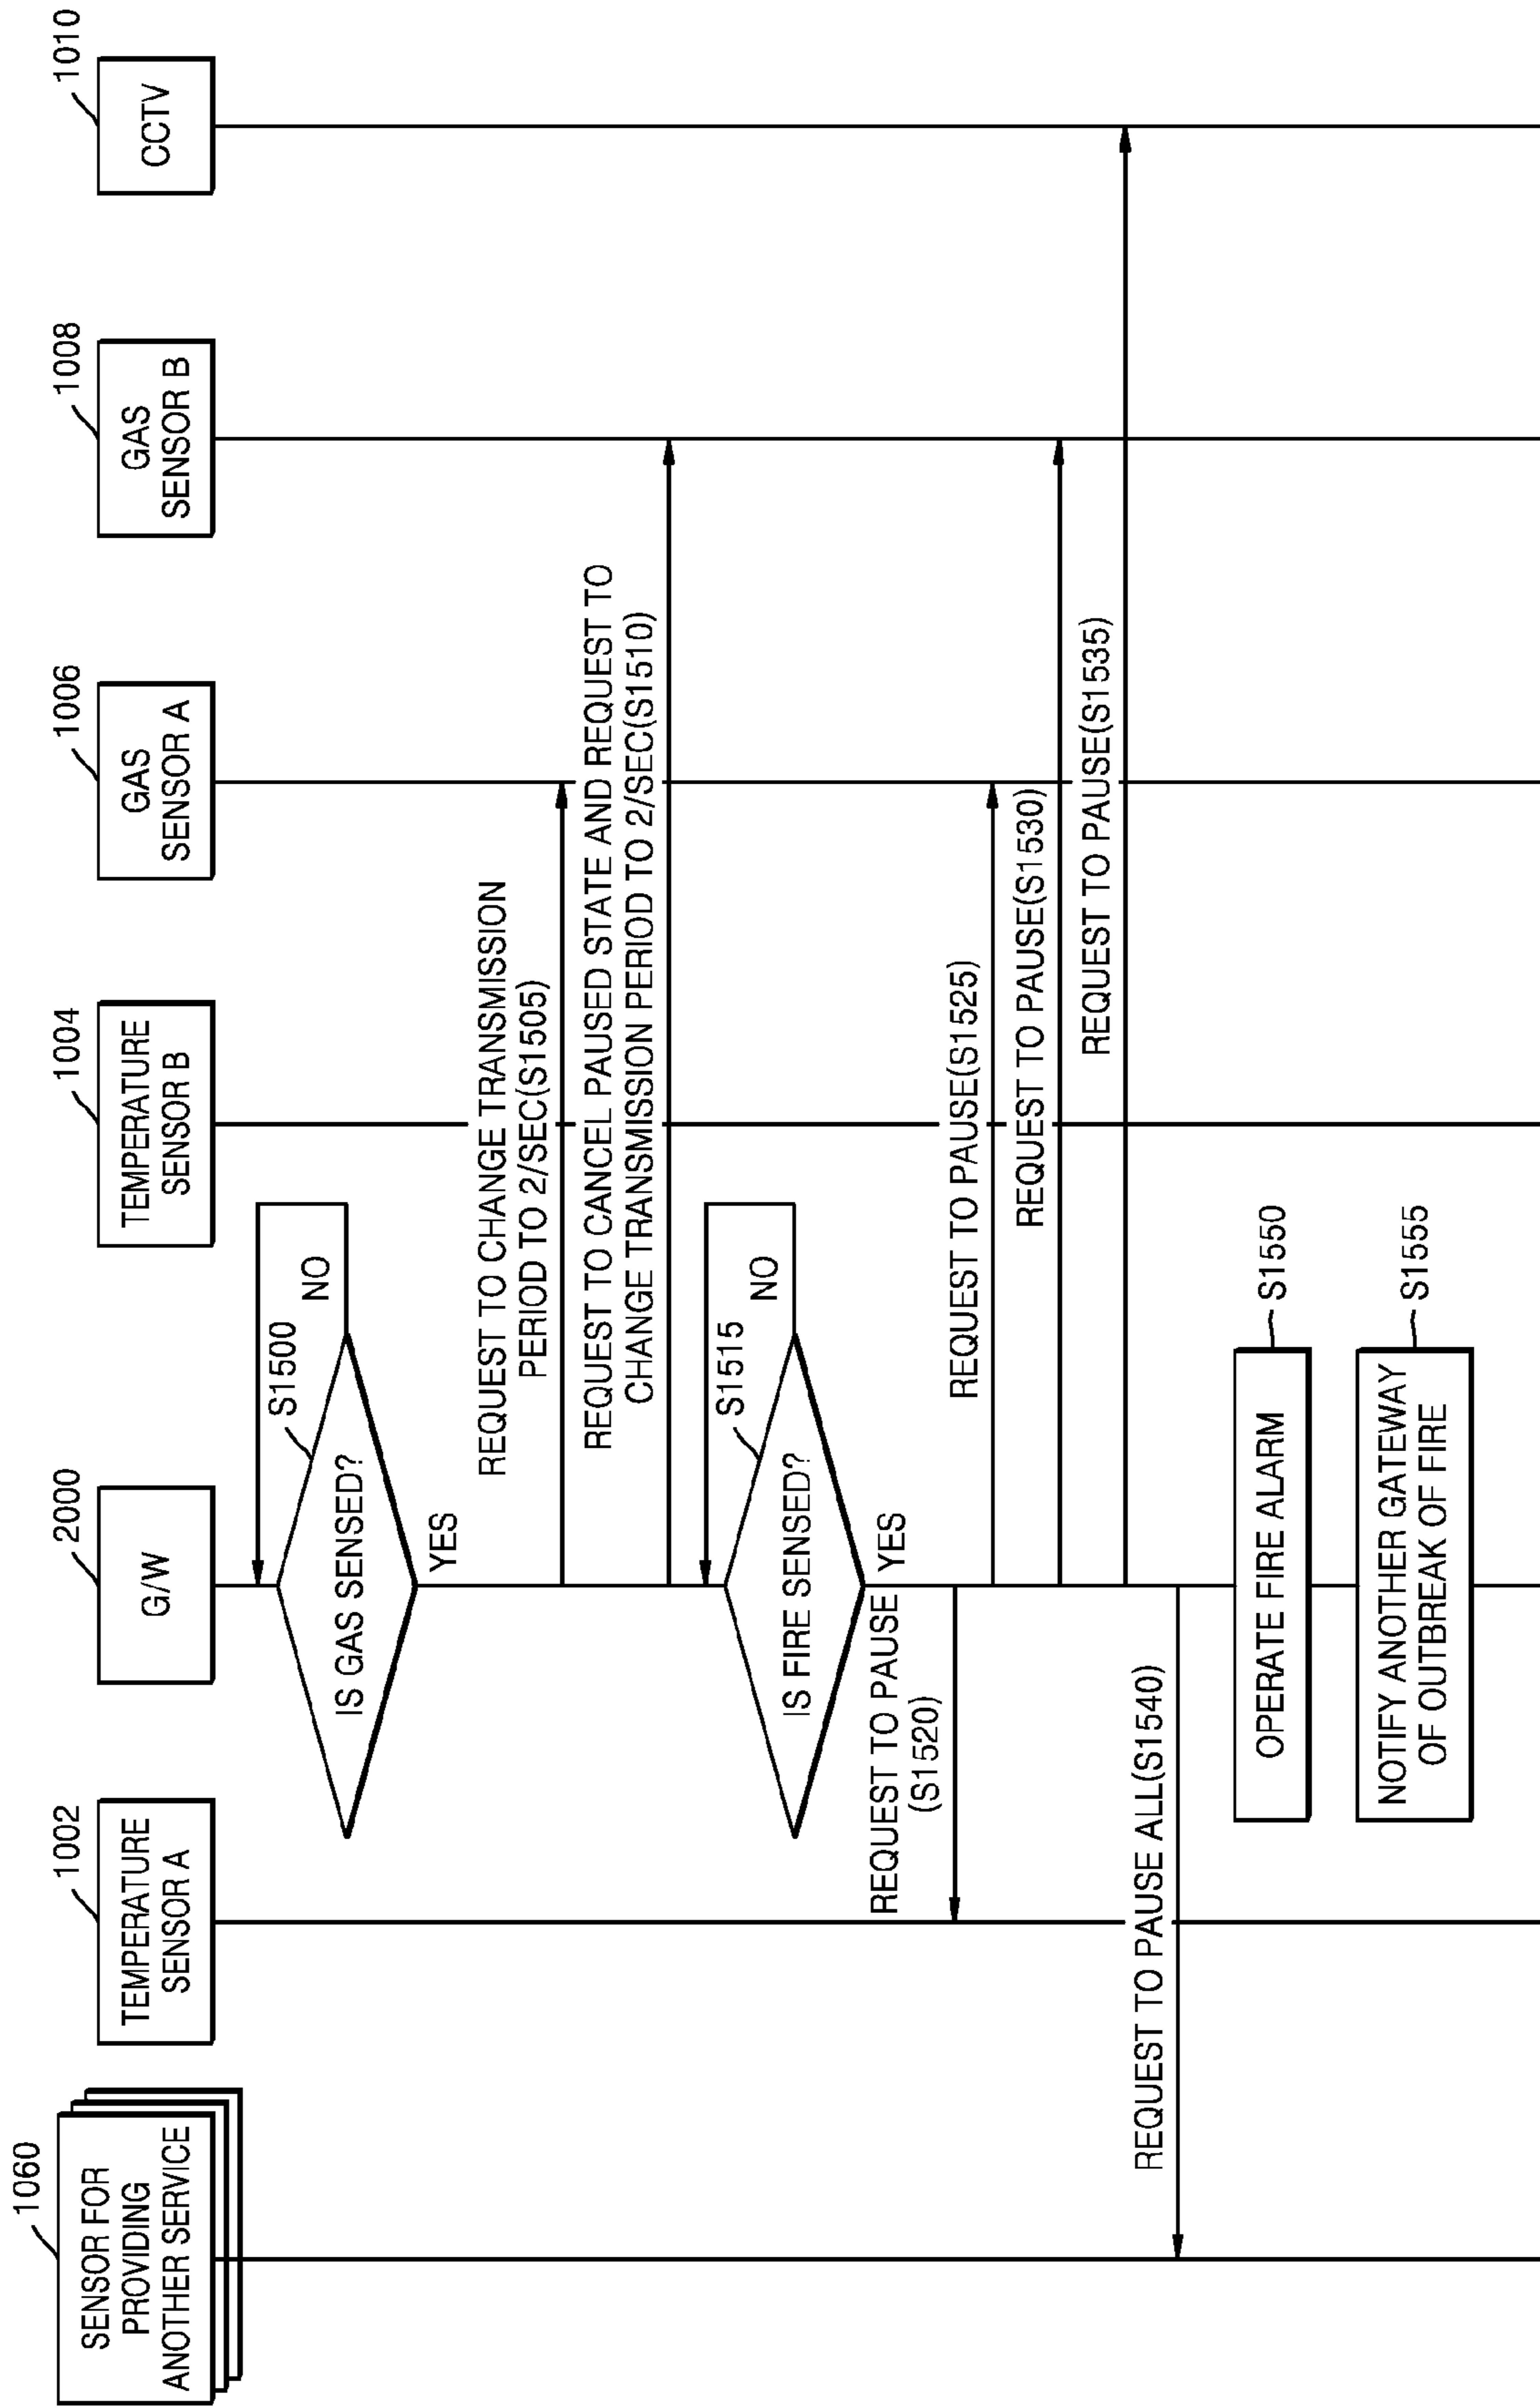 1060
SENSOR FOR
PROVIDING
ANOTHER SERVICE
1002
TEMPERATURE
SENSOR A
2000
G/W
1004
TEMPERATURE
SENSOR B
1006
GAS
SENSOR A
1008
GAS
SENSOR B
1010
CCTV
S1500
NO
IS GAS SENSED?
YES
REQUEST TO CHANGE TRANSMISSION
PERIOD TO 2/SEC(S1505)
REQUEST TO CANCEL PAUSED STATE AND REQUEST TO
CHANGE TRANSMISSION PERIOD TO 2/SEC(S1510)
S1515
NO
IS FIRE SENSED?
YES
REQUEST TO PAUSE
(S1520)
REQUEST TO PAUSE(S1525)
REQUEST TO PAUSE(S1530)
REQUEST TO PAUSE(S1535)
REQUEST TO PAUSE ALL(S1540)
OPERATE FIRE ALARM
S1550
NOTIFY ANOTHER GATEWAY
OF OUTBREAK OF FIRE
S1555